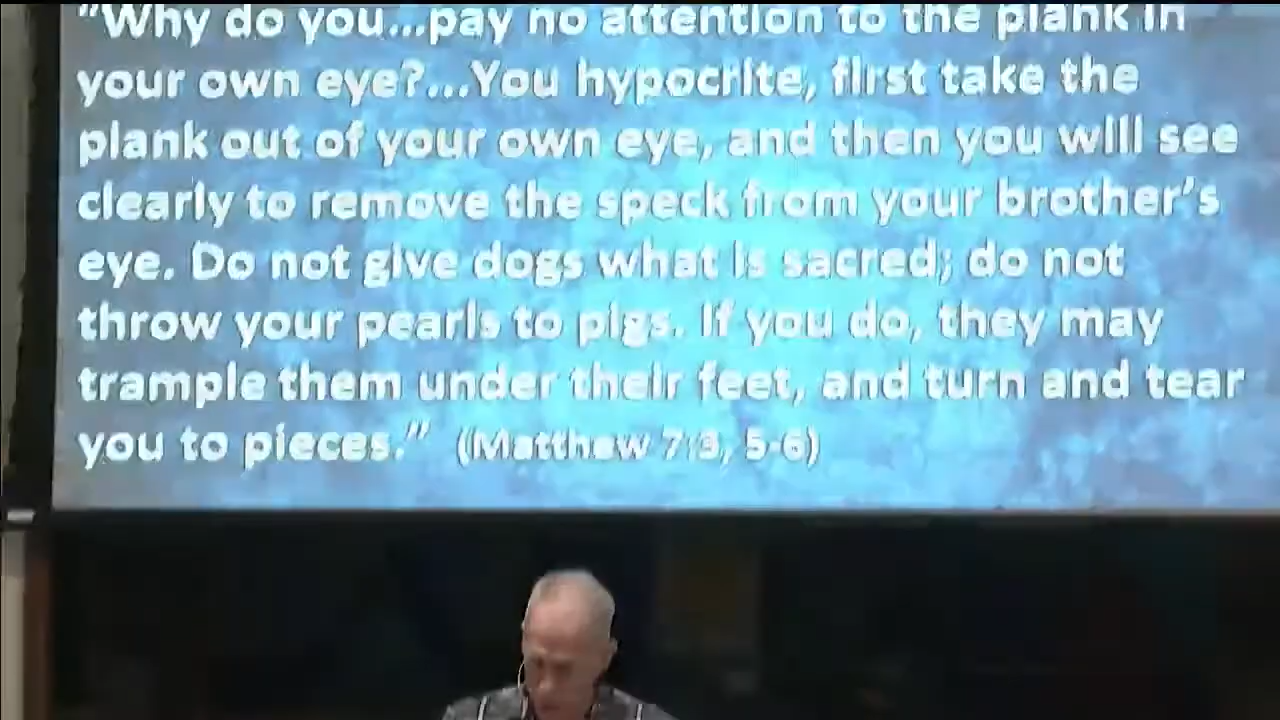 "Why do you...pay no attention to the plank in
your own eye?...You hypocrite, first take the
plank out of your own eye, and then you will see
clearly to remove the speck from your brother's
eye. Do not give dogs what is sacred; do not
throw your pearls to pigs. If you do, they may
trample them under their feet, and turn and tear
you to pieces." (Matthew 7:3, 5-6)